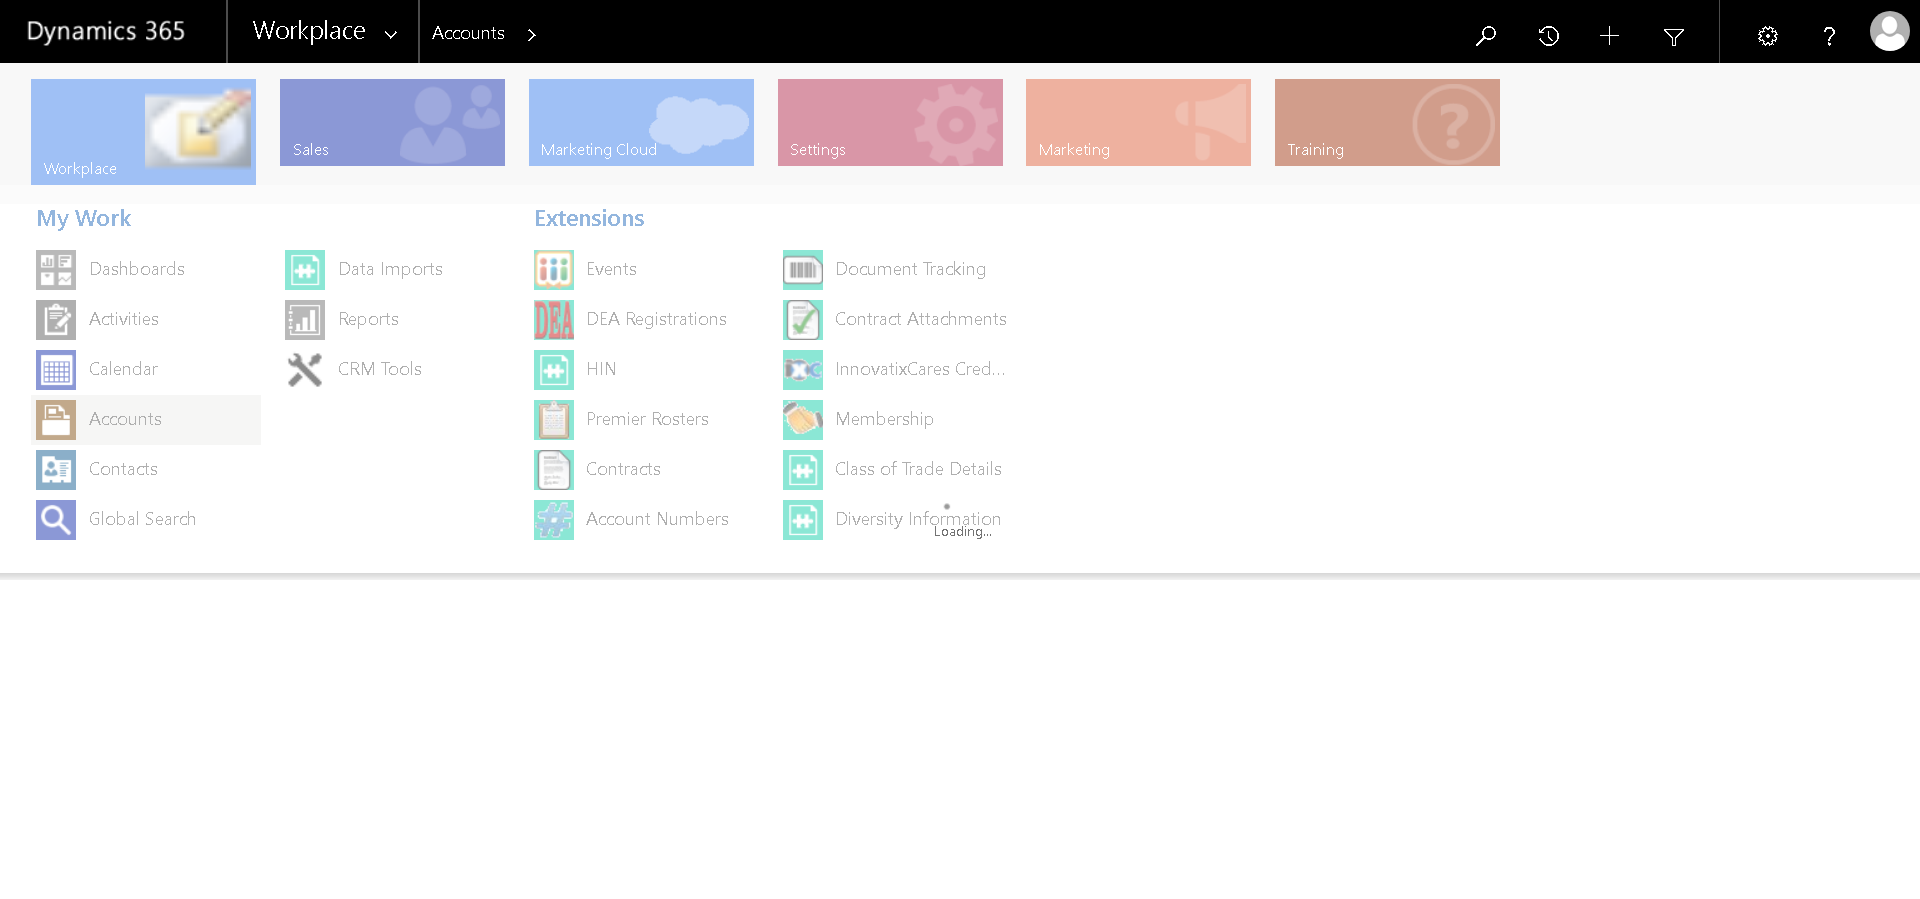 Dynamics 365
Workplace
Accounts
Workplace
Sales
Marketing Cloud
Settings
Marketing
Training
My Work
Dashboards
Activities
Calendar
Accounts
Contacts
Global Search
Data Imports
Reports
CRM Tools
Extensions
Events
DEA
DEA Registrations
HIN
Premier Rosters
Contracts
Account Numbers
Document Tracking
Contract Attachments
ixc
InnovatixCares Cred...
Membership
Class of Trade Details
Diversity Information
Loading...